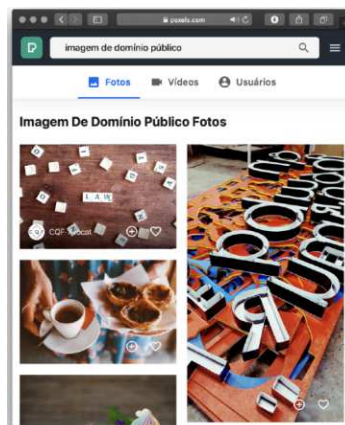 pexels.com
imagem de domínio público
Fotos
Vídeos
Usuários
Imagem De Domínio Público Fotos
LAW